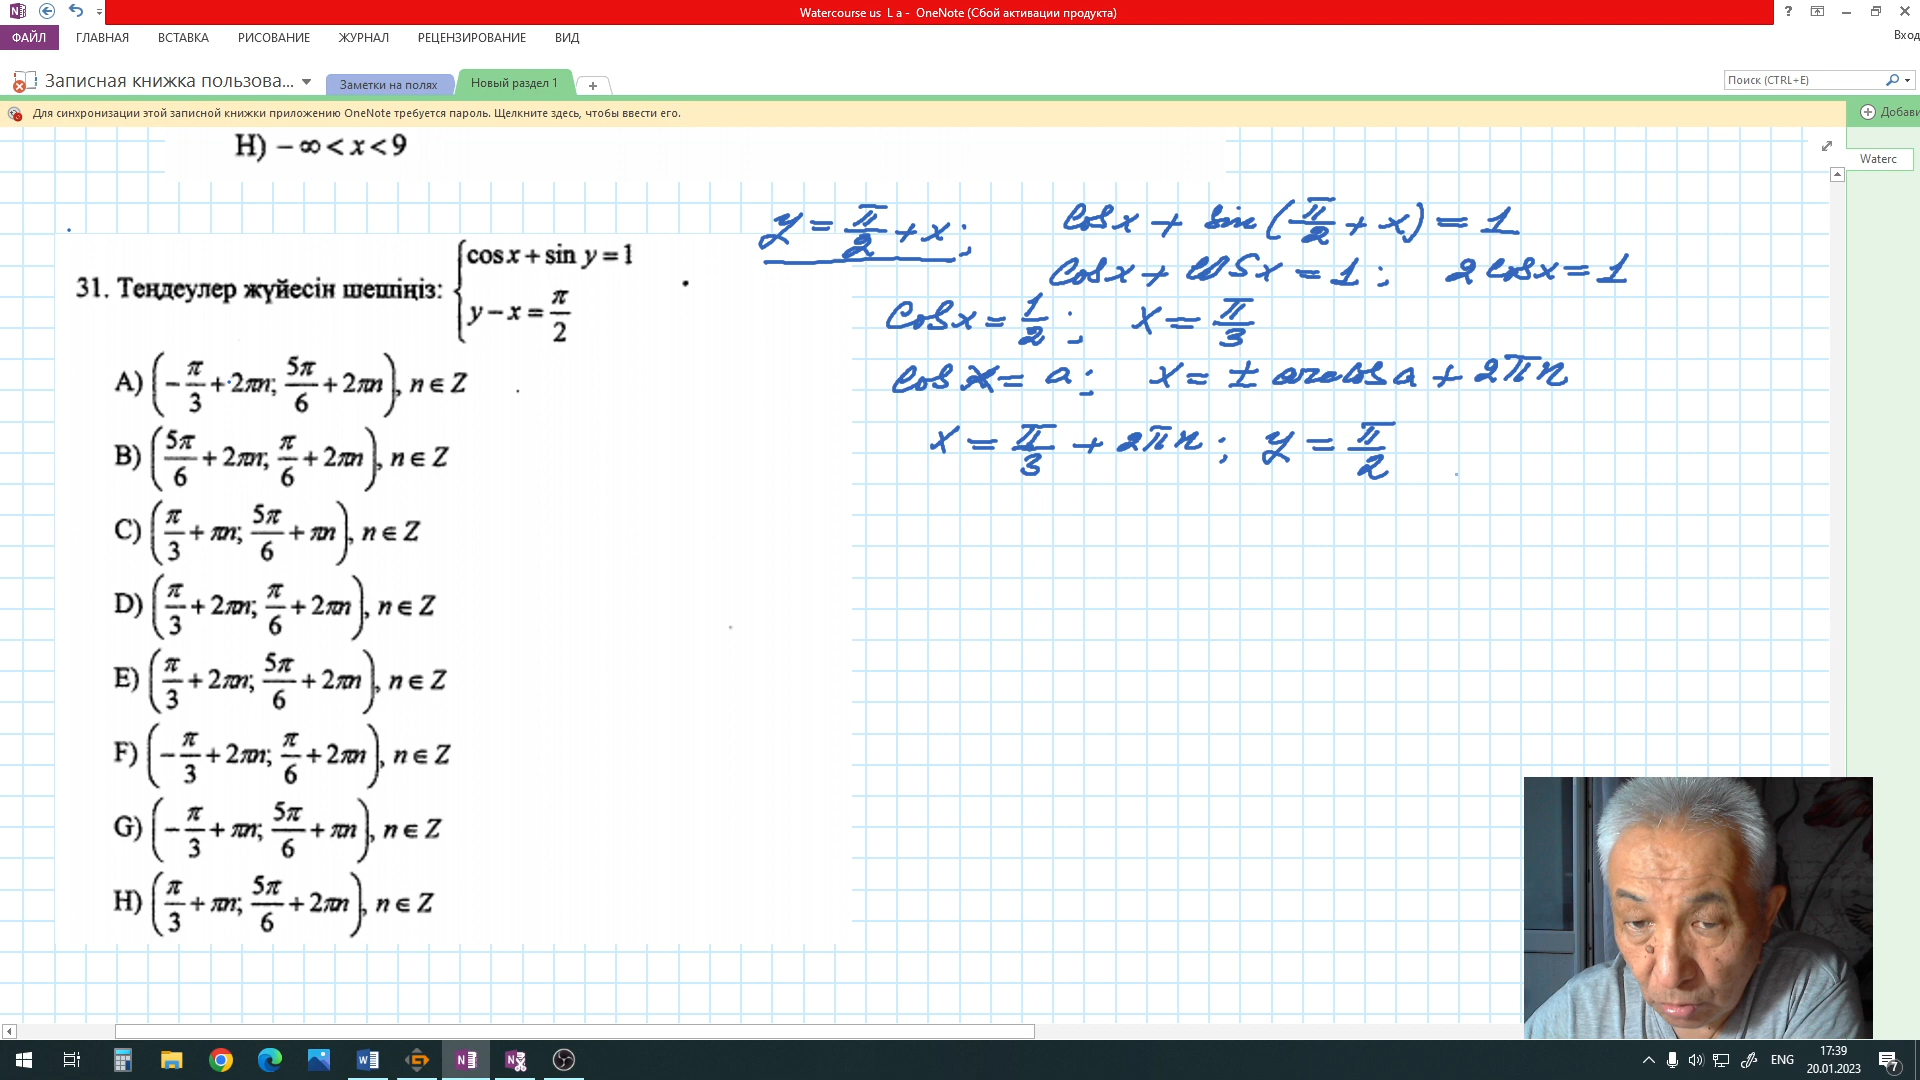 Watercourse us L a - OneNote (Сбой активации продукта)
ФАЙЛ ГЛАВНАЯ ВСТАВКА РИСОВАНИЕ ЖУРНАЛ РЕЦЕНЗИРОВАНИЕ ВИД
Вход
Записная книжка пользова... Заметки на полях Новый раздел 1
Поиск (CTRL+E)
Для синхронизации этой записной книжки приложению OneNote требуется пароль. Щелкните здесь, чтобы ввести его.
Добави
Waterc
H) − ∞ < x < 9
31. Теңдеулер жүйесін шешіңіз: { cos x + sin y = 1
y − x = π/2
A) (−π/3 + 2πn; 5π/6 + 2πn), n ∈ Z
B) (5π/6 + 2πn; π/6 + 2πn), n ∈ Z
C) (π/3 + πn; 5π/6 + πn), n ∈ Z
D) (π/3 + 2πn; π/6 + 2πn), n ∈ Z
E) (π/3 + 2πn; 5π/6 + 2πn), n ∈ Z
F) (−π/3 + 2πn; π/6 + 2πn), n ∈ Z
G) (−π/3 + πn; 5π/6 + πn), n ∈ Z
H) (π/3 + πn; 5π/6 + 2πn), n ∈ Z
y = π/2 + x; cos x + sin (π/2 + x) = 1
cos x + cos x = 1; 2 cos x = 1
cos x = 1/2; x = π/3
cos x = a; x = ± arccos a + 2πn
x = π/3 + 2πn; y = π/2
ENG
17:39
20.01.2023
7